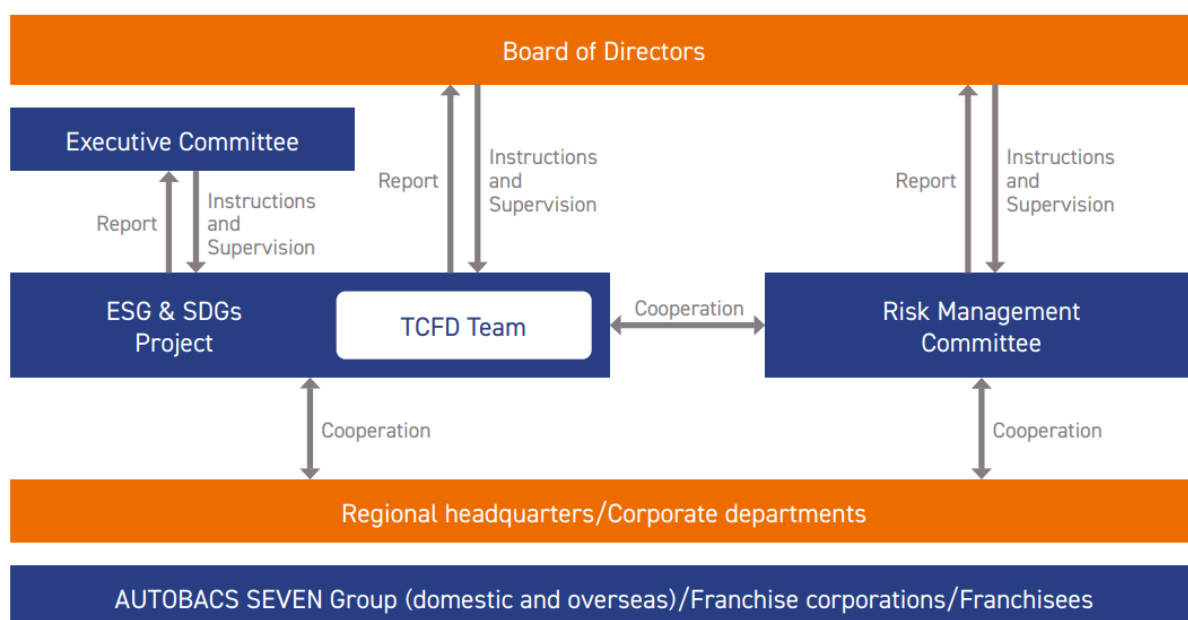 Board of Directors
Executive Committee
Report
Instructions
and
Supervision
Report
Instructions
and
Supervision
Report
Instructions
and
Supervision
ESG & SDGs
Project
TCFD Team
Cooperation
Risk Management
Committee
Cooperation
Cooperation
Regional headquarters/Corporate departments
AUTOBACS SEVEN Group (domestic and overseas)/Franchise corporations/Franchisees